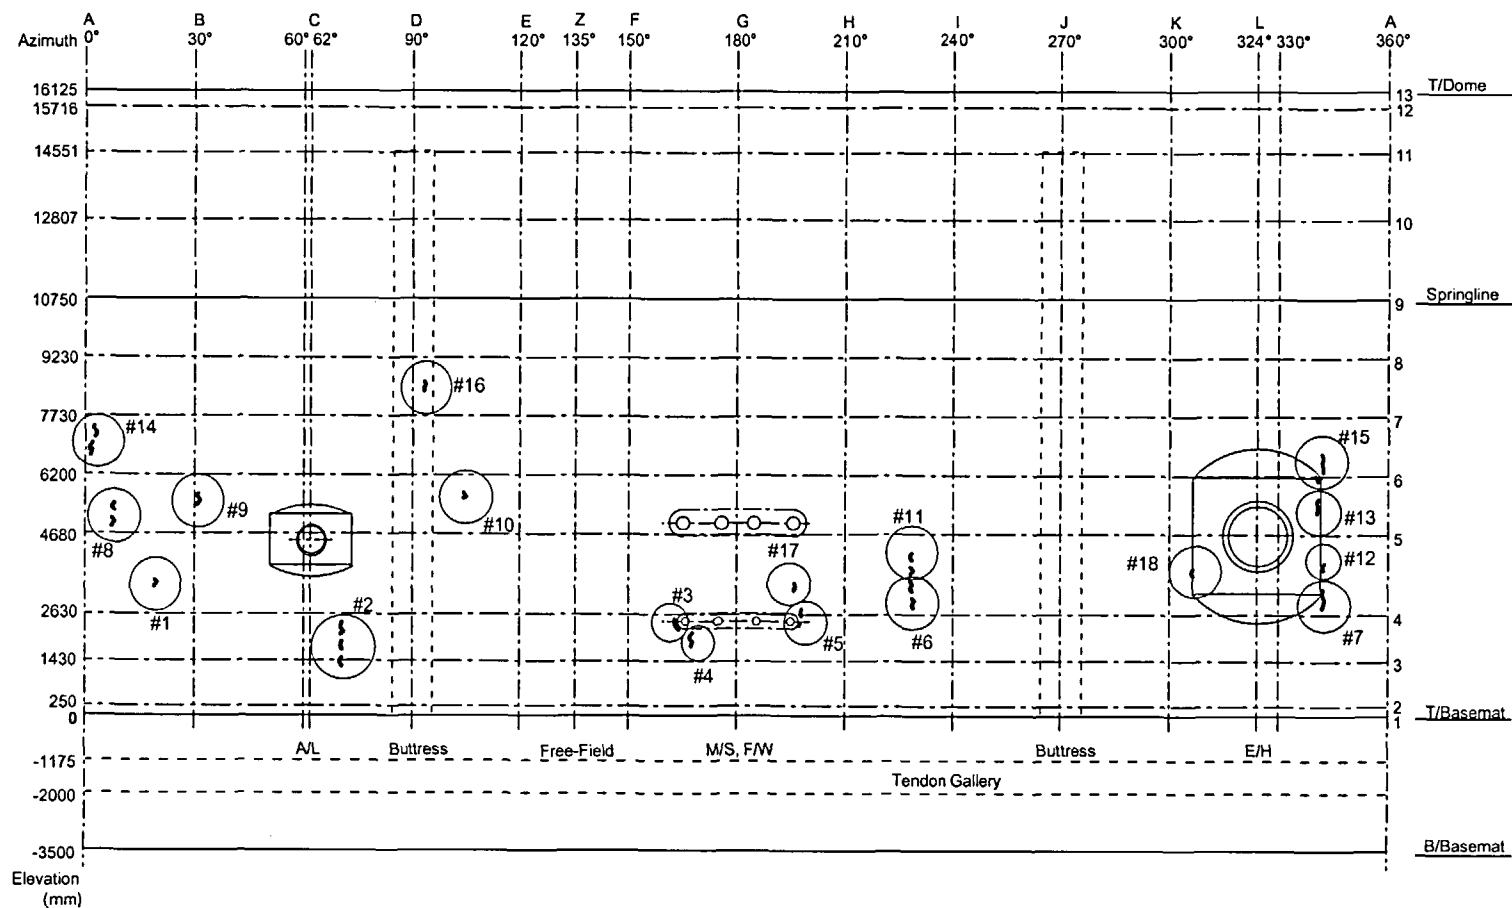 A B C D E Z F G H I J K L A
Azimuth 0° 30° 60° 62° 90° 120° 135° 150° 180° 210° 240° 270° 300° 324° 330° 360°
16125 13 T/Dome
15716 12
14551 11
12807 10
10750 9 Springline
9230 8
#16
7730 7
#14 #15
6200 6
#9 #10 #11 #13
#8
4680 5
#17 #18 #12
#1 #2 #3
2630 4
#5 #6 #7
#4
1430 3
250 2 T/Basemat
0 1
A/L Buttress Free-Field M/S, F/W Buttress E/H
-1175
Tendon Gallery
-2000
-3500 B/Basemat
Elevation
(mm)